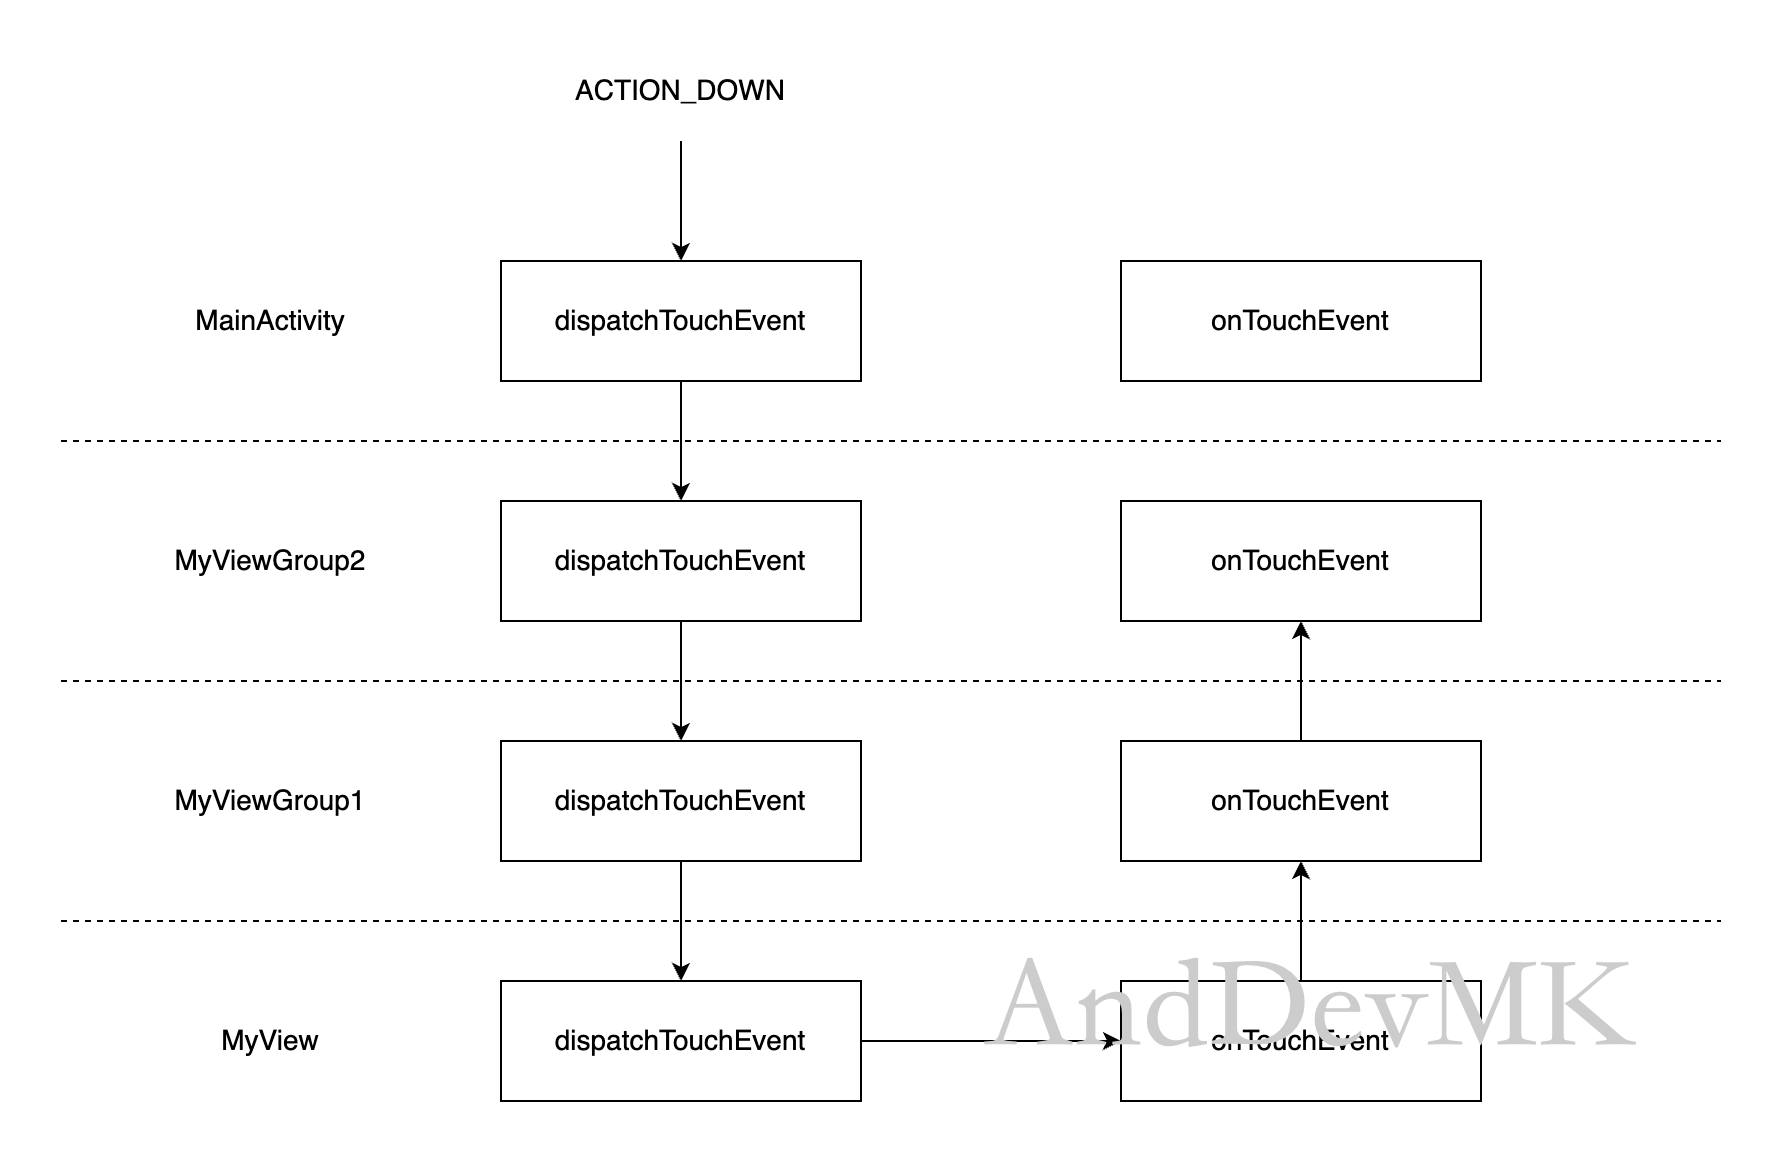 ACTION_DOWN
MainActivity
dispatchTouchEvent
onTouchEvent
MyViewGroup2
dispatchTouchEvent
onTouchEvent
MyViewGroup1
dispatchTouchEvent
onTouchEvent
AndDevMK
MyView
dispatchTouchEvent
onTouchEvent